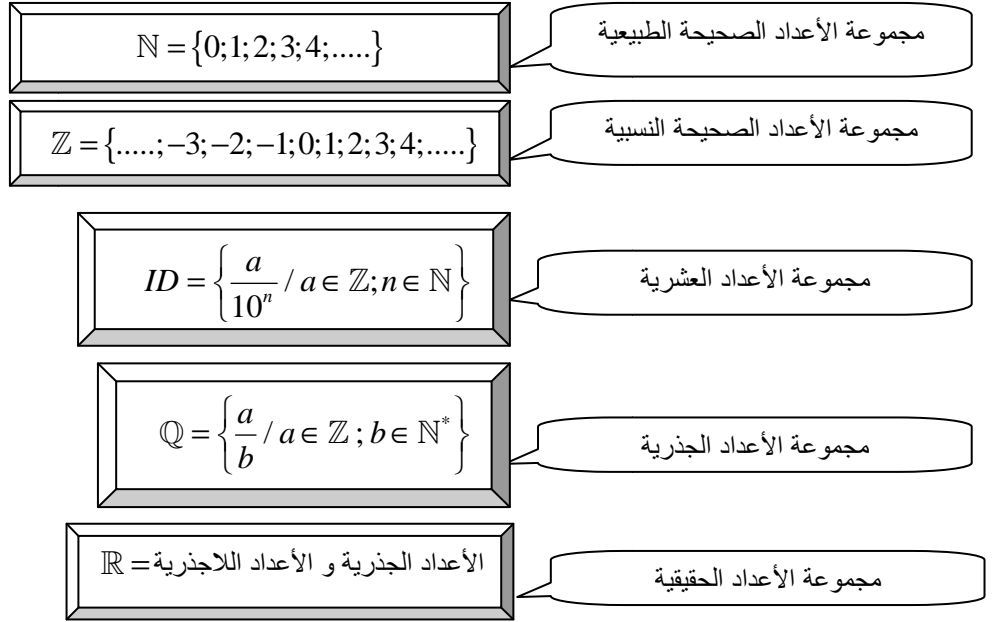 ℕ = {0;1;2;3;4;.....}
مجموعة الأعداد الصحيحة الطبيعية
ℤ = {.....;−3;−2;−1;0;1;2;3;4;.....}
مجموعة الأعداد الصحيحة النسبية
ID = {a/10ⁿ / a ∈ ℤ; n ∈ ℕ}
مجموعة الأعداد العشرية
ℚ = {a/b / a ∈ ℤ ; b ∈ ℕ*}
مجموعة الأعداد الجذرية
ℝ = الأعداد الجذرية و الأعداد اللاجذرية
مجموعة الأعداد الحقيقية